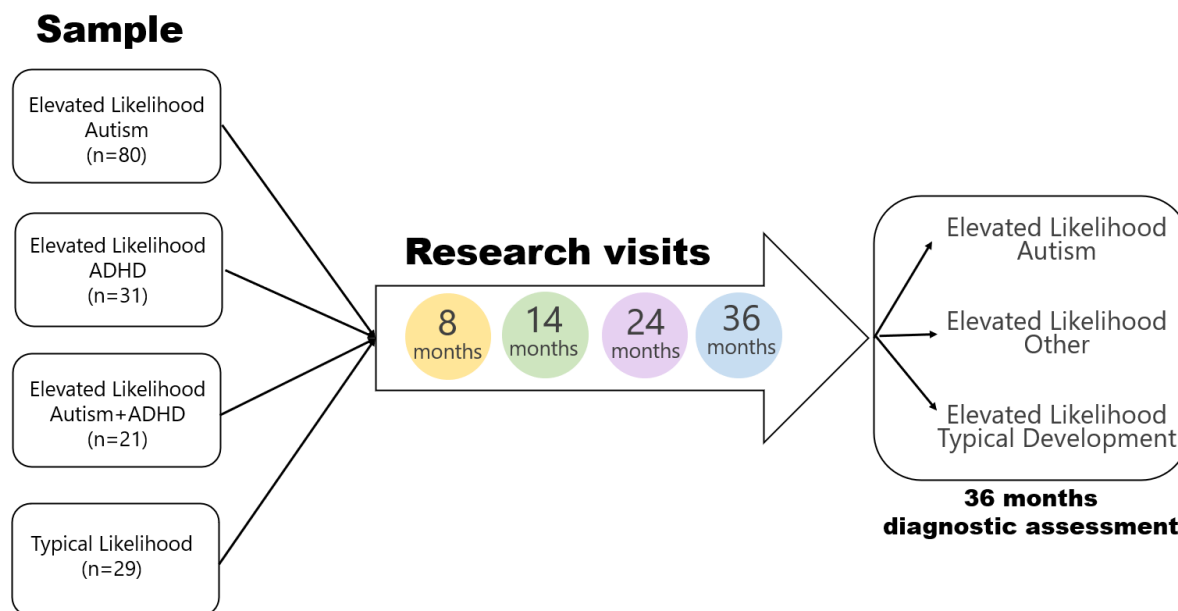 Sample
Elevated Likelihood
Autism
(n=80)
Elevated Likelihood
ADHD
(n=31)
Elevated Likelihood
Autism+ADHD
(n=21)
Typical Likelihood
(n=29)
Research visits
8
months
14
months
24
months
36
months
Elevated Likelihood
Autism
Elevated Likelihood
Other
Elevated Likelihood
Typical Development
36 months
diagnostic assessment